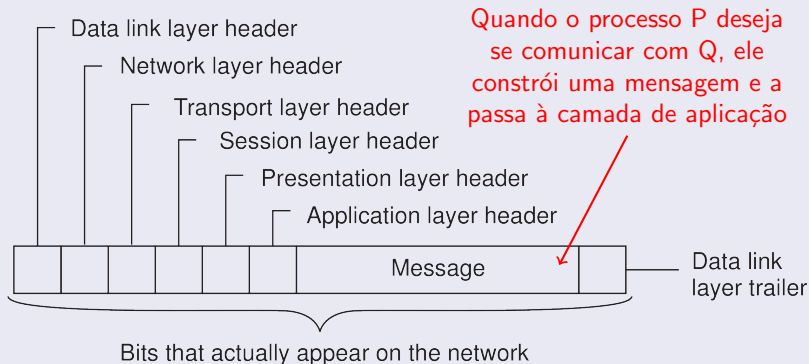 Quando o processo P deseja
se comunicar com Q, ele
constrói uma mensagem e a
passa à camada de aplicação
Data link layer header
Network layer header
Transport layer header
Session layer header
Presentation layer header
Application layer header
Message
Data link
layer trailer
Bits that actually appear on the network